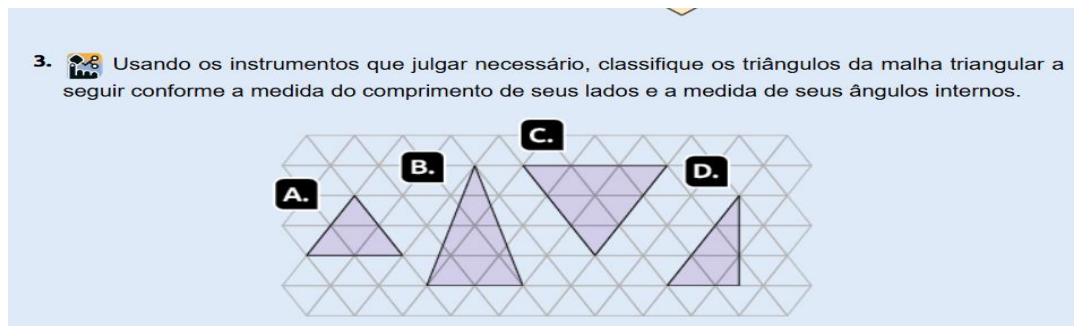 3. Usando os instrumentos que julgar necessário, classifique os triângulos da malha triangular a
seguir conforme a medida do comprimento de seus lados e a medida de seus ângulos internos.
C.
B.
D.
A.